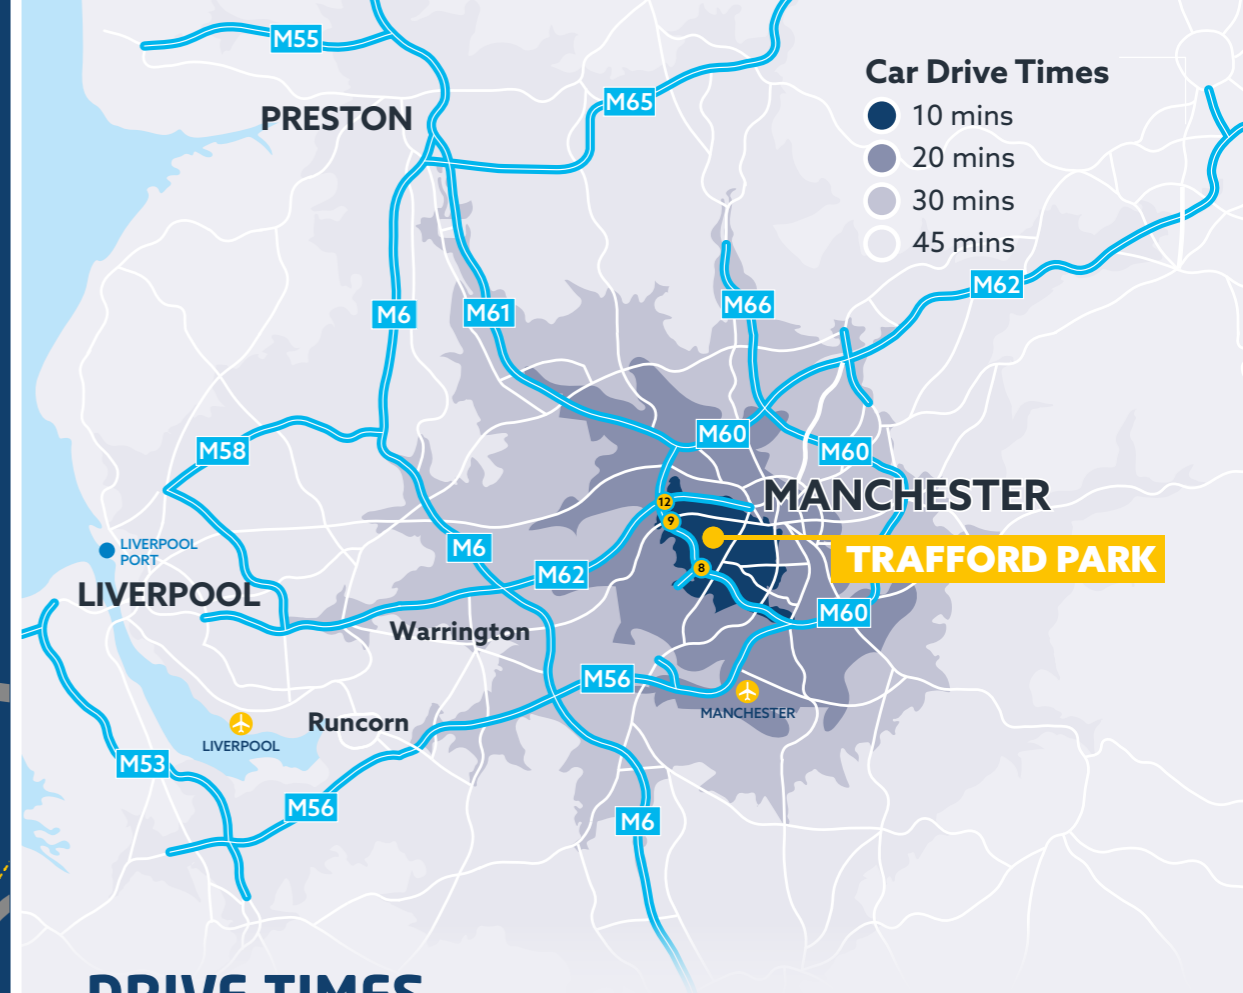 M55
Car Drive Times
10 mins
20 mins
30 mins
45 mins
M65
PRESTON
M62
M66
M6
M61
M60
M60
M58
MANCHESTER
12
9
TRAFFORD PARK
8
LIVERPOOL
PORT
M6
M62
LIVERPOOL
M60
Warrington
M56
MANCHESTER
Runcorn
LIVERPOOL
M53
M56
M6
DRIVE TIMES